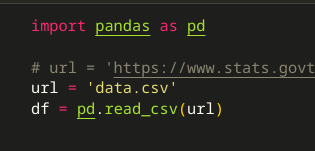 import pandas as pd
# url = 'https://www.stats.govt
url = 'data.csv'
df = pd.read_csv(url)